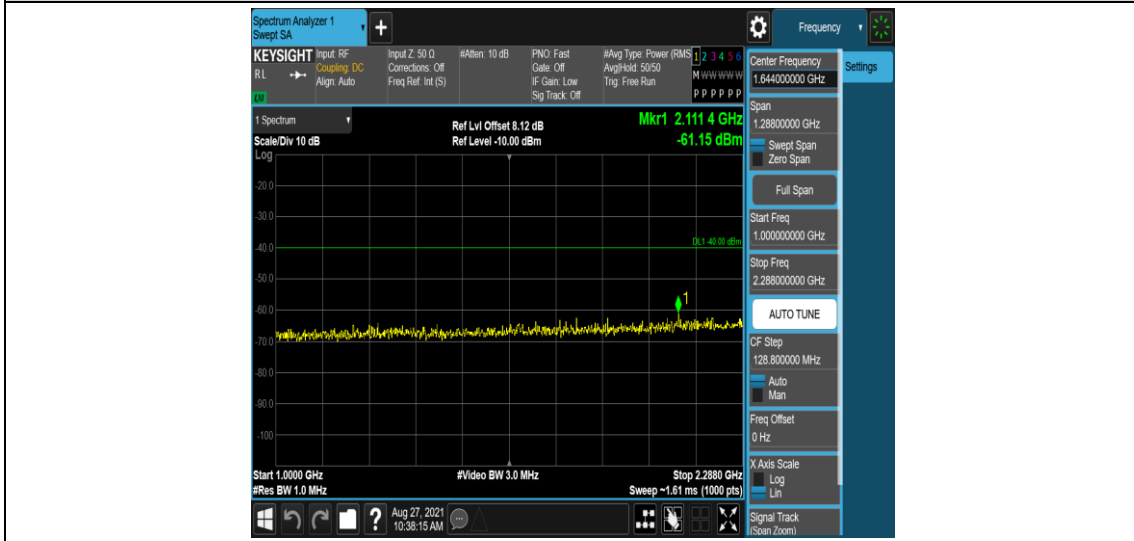 Spectrum Analyzer 1
Swept SA
+
Frequency
KEYSIGHT
RL
Input: RF
Coupling: DC
Align: Auto
Input Z: 50 Ω
Corrections: Off
Freq Ref: Int (S)
#Atten: 10 dB
PNO: Fast
Gate: Off
IF Gain: Low
Sig Track: Off
#Avg Type: Power (RMS
Avg|Hold: 50/50
Trig: Free Run
1 2 3 4 5 6
M W W W W W
P P P P P P
1 Spectrum
Scale/Div 10 dB
Log
Ref Lvl Offset 8.12 dB
Ref Level -10.00 dBm
Mkr1 2.111 4 GHz
-61.15 dBm
-20.0
-30.0
-40.0
DL1 -40.00 dBm
-50.0
-60.0
1
-70.0
-80.0
-90.0
-100
Start 1.0000 GHz
#Res BW 1.0 MHz
#Video BW 3.0 MHz
Stop 2.2880 GHz
Sweep ~1.61 ms (1000 pts)
?
Aug 27, 2021
10:38:15 AM
Center Frequency
1.644000000 GHz
Settings
Span
1.28800000 GHz
Swept Span
Zero Span
Full Span
Start Freq
1.000000000 GHz
Stop Freq
2.288000000 GHz
AUTO TUNE
CF Step
128.800000 MHz
Auto
Man
Freq Offset
0 Hz
X Axis Scale
Log
Lin
Signal Track
(Span Zoom)